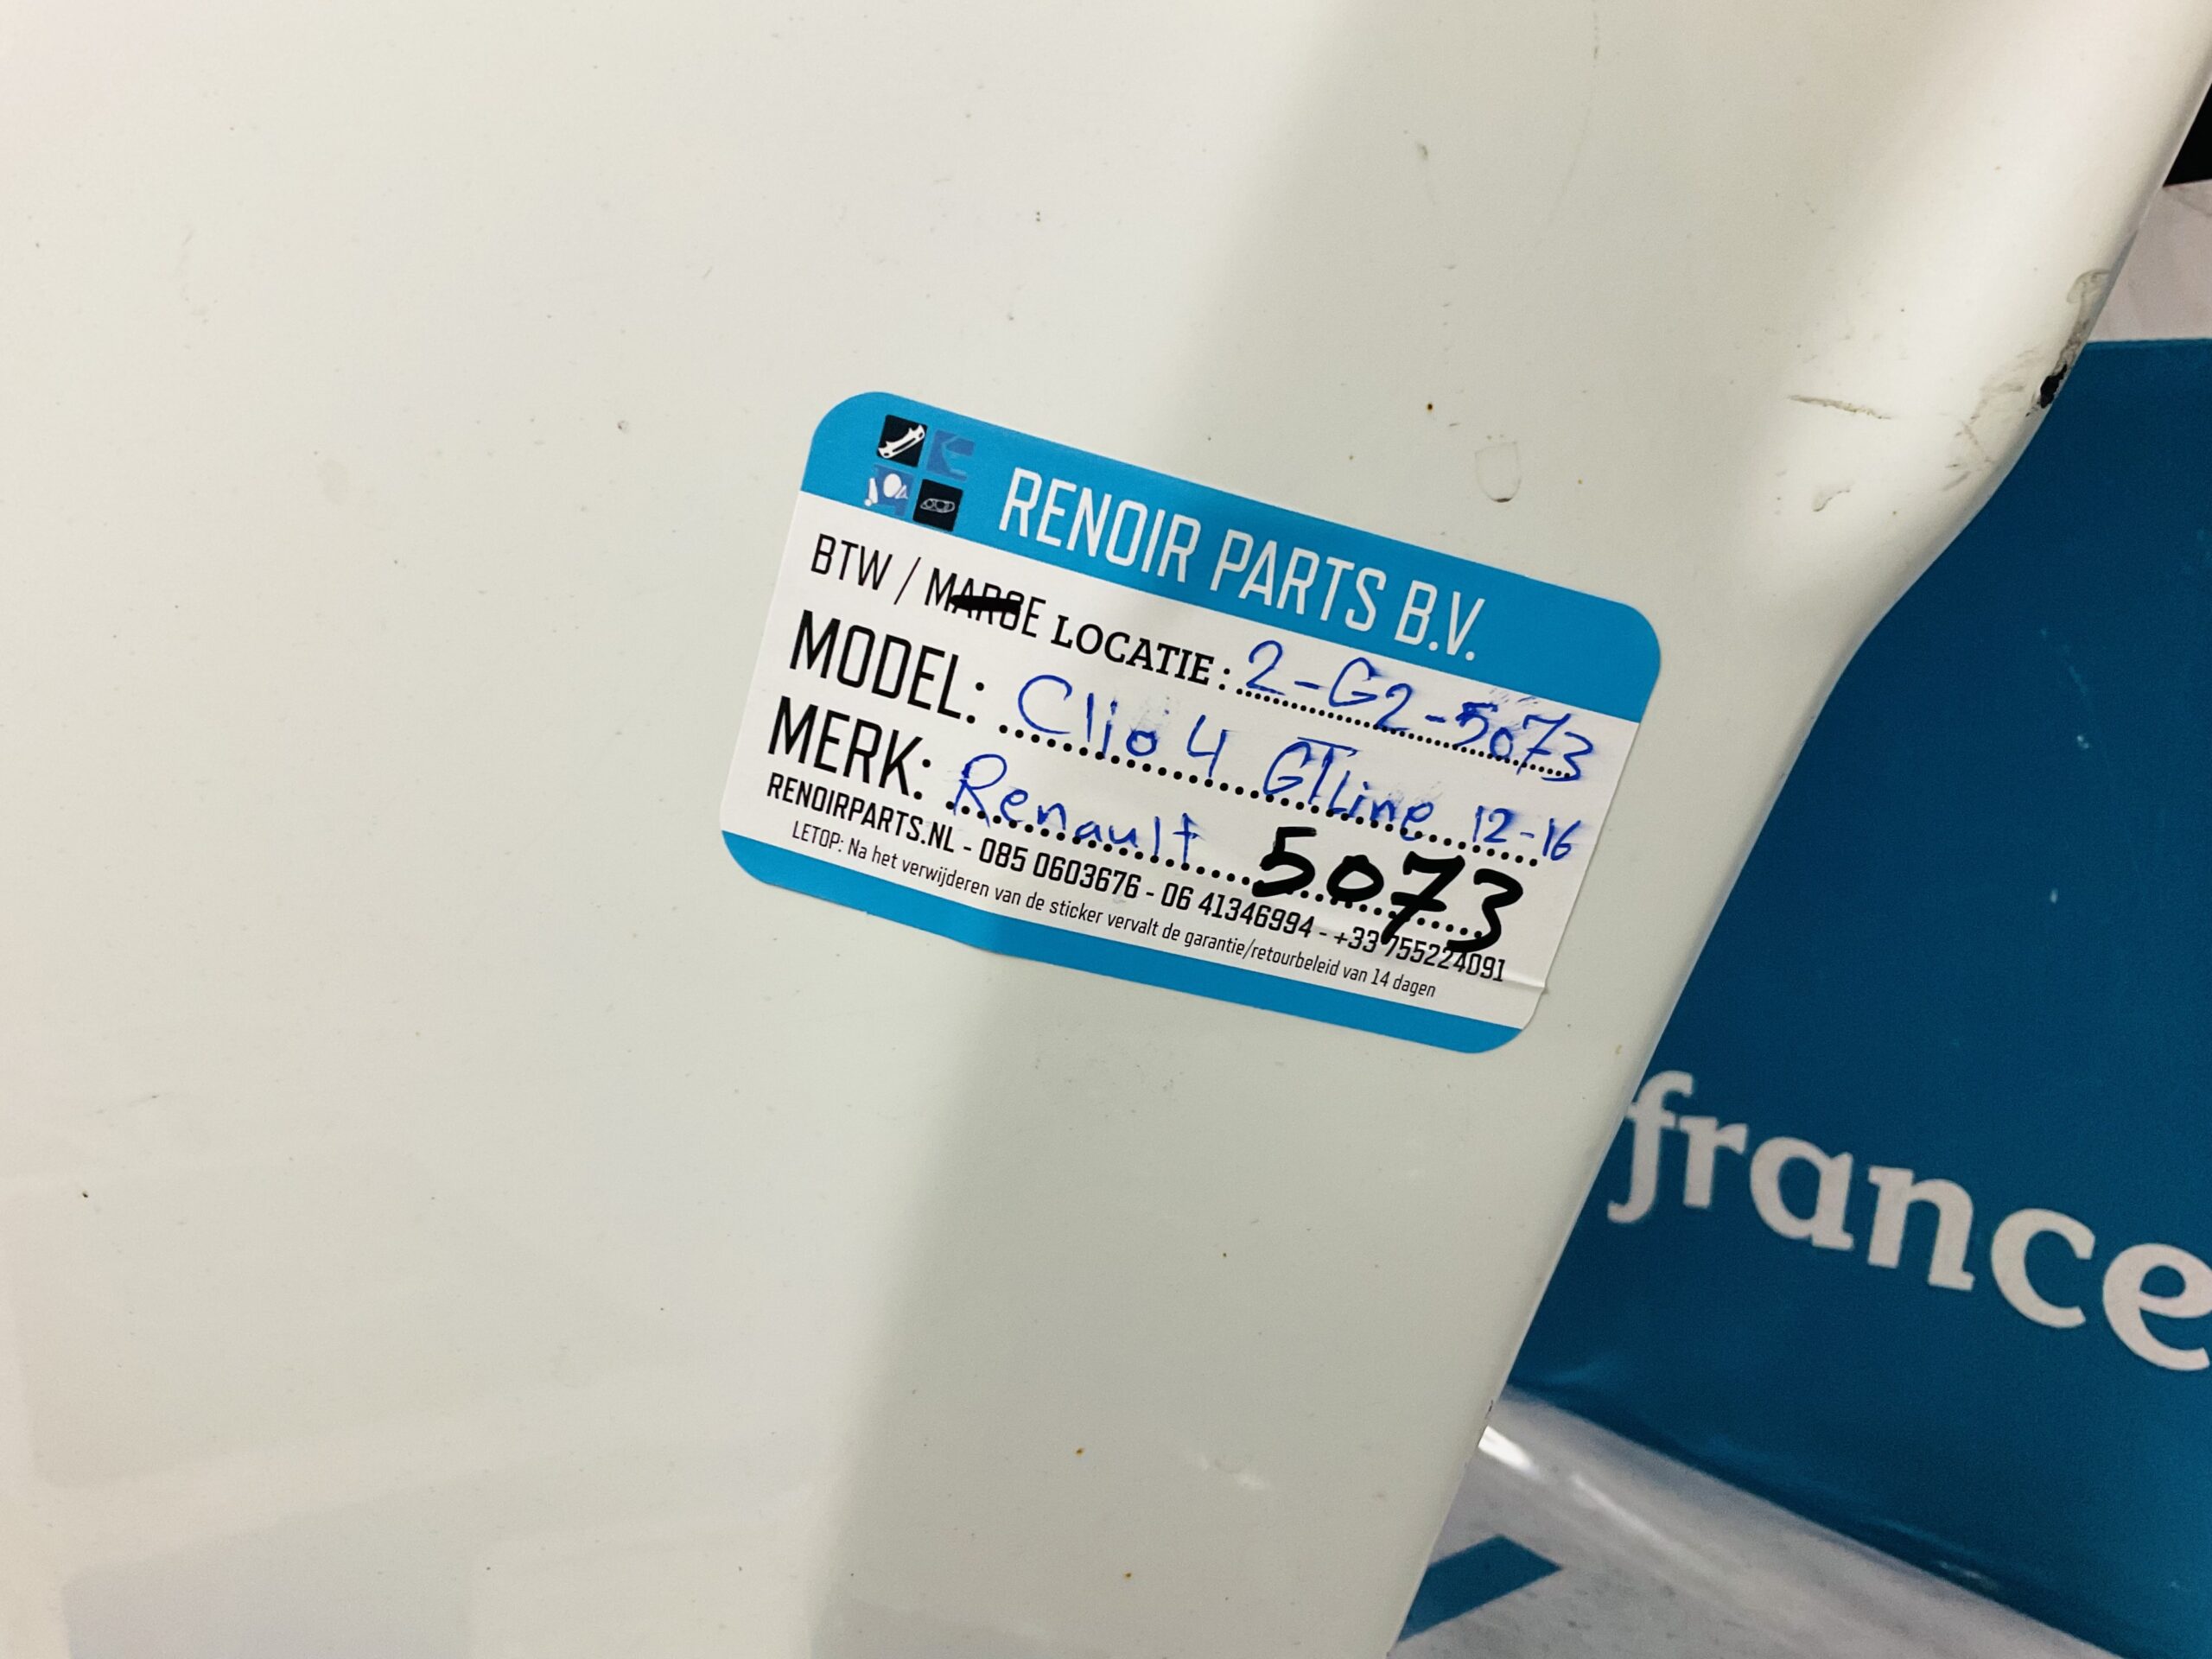 RENOIR PARTS B.V.
BTW / MARGE LOCATIE: 2-G2-5073
MODEL: Clio 4 GTLine 12-16
MERK: Renault 5073
RENOIRPARTS.NL - 085 0603676 - 06 41346994 - +33 755224091
LETOP: Na het verwijderen van de sticker vervalt de garantie/retourbeleid van 14 dagen
france